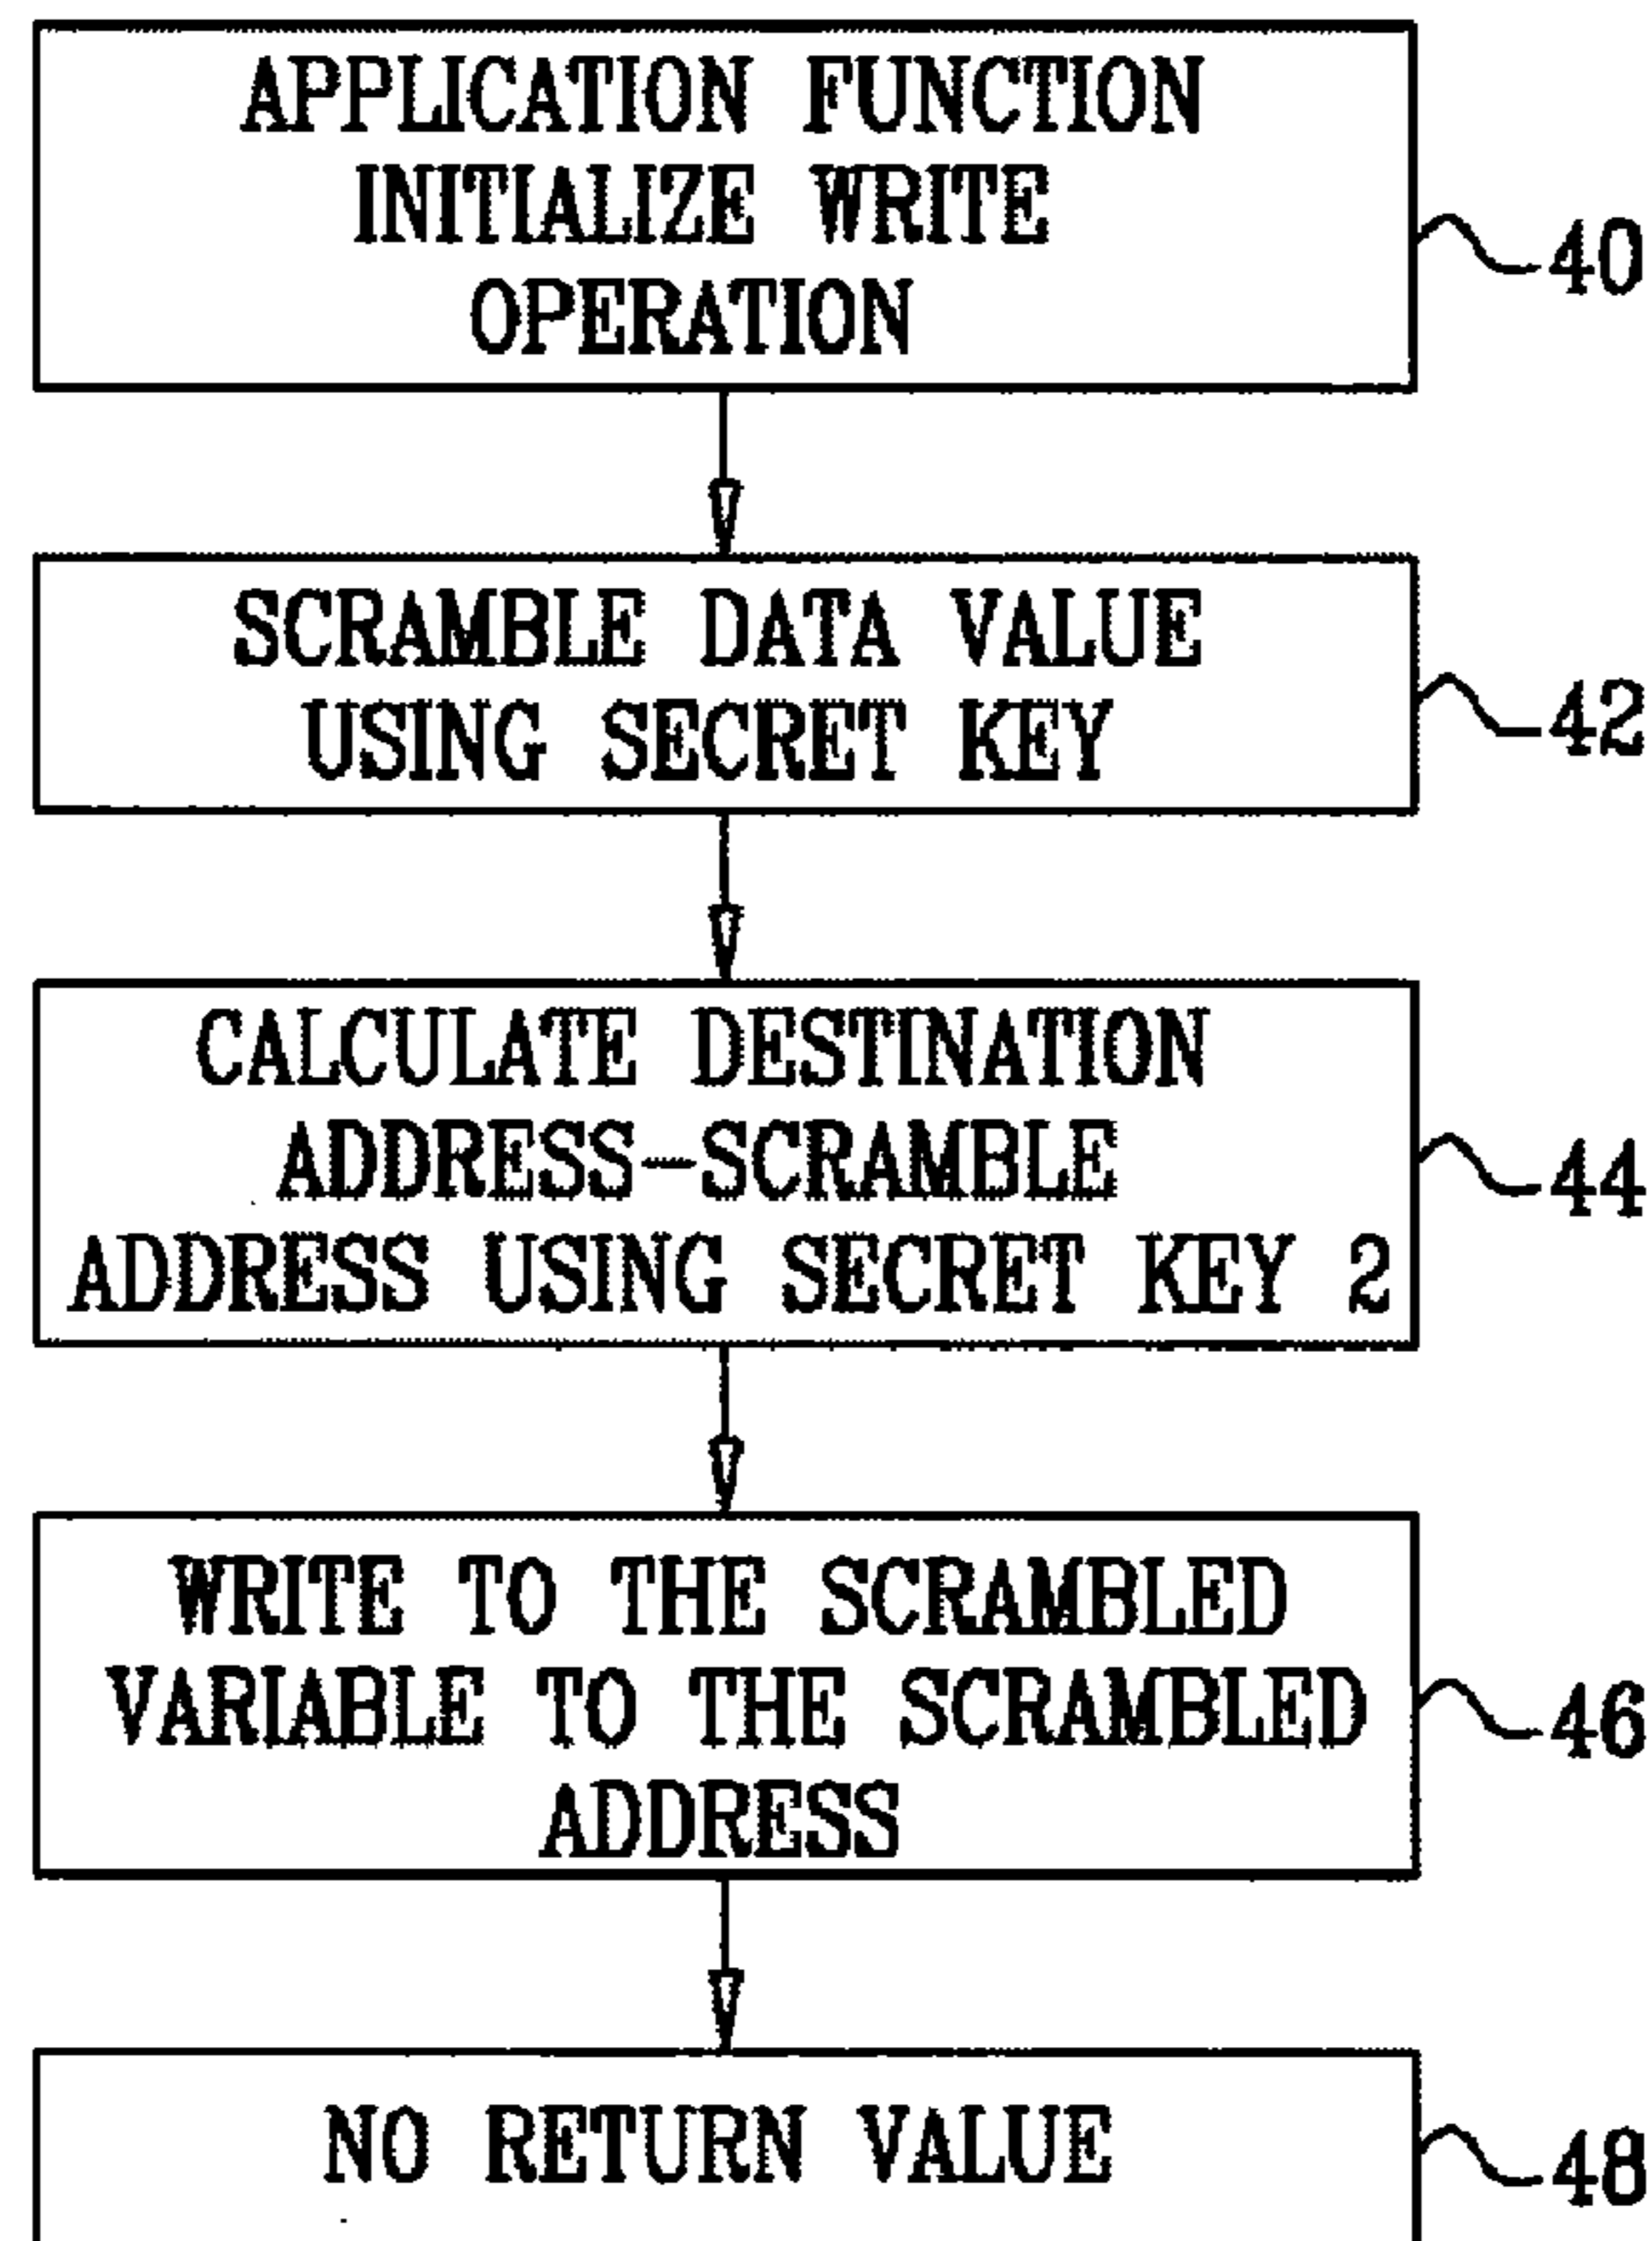 APPLICATION FUNCTION
INITIALIZE WRITE
OPERATION
40
SCRAMBLE DATA VALUE
USING SECRET KEY
42
CALCULATE DESTINATION
ADDRESS-SCRAMBLE
ADDRESS USING SECRET KEY 2
44
WRITE TO THE SCRAMBLED
VARIABLE TO THE SCRAMBLED
ADDRESS
46
NO RETURN VALUE
48